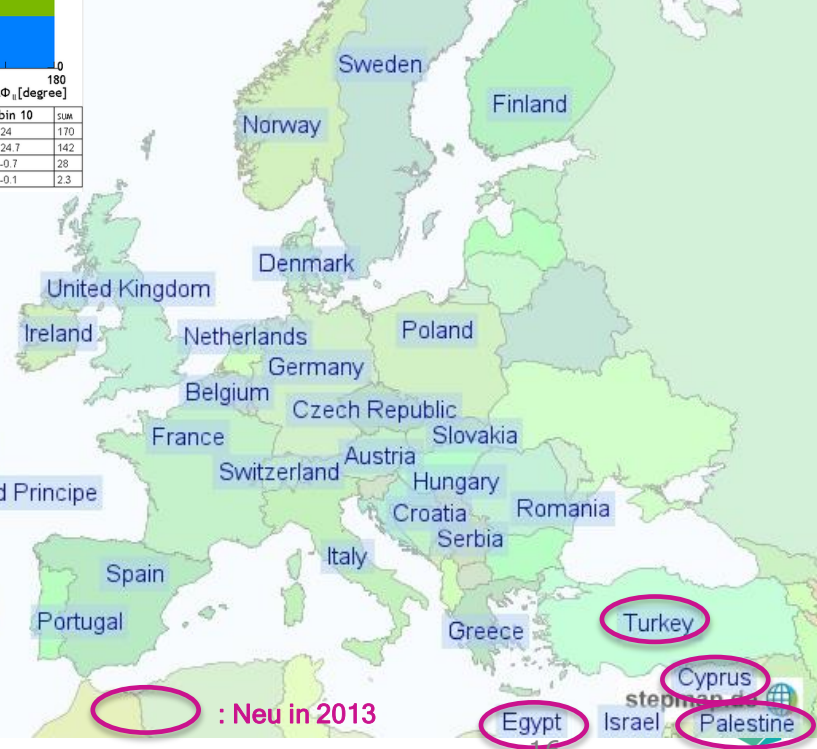 0
180
Φ [degree]
bin 10 SUM
24 170
24.7 142
-0.7 28
-0.1 2.3
Sweden
Finland
Norway
Denmark
United Kingdom
Ireland
Netherlands
Poland
Germany
Belgium
Czech Republic
France
Slovakia
Austria
Switzerland
Hungary
d Principe
Croatia
Romania
Serbia
Italy
Spain
Portugal
Turkey
Greece
Cyprus
stepmap.de
: Neu in 2013
Egypt
Israel
Palestine